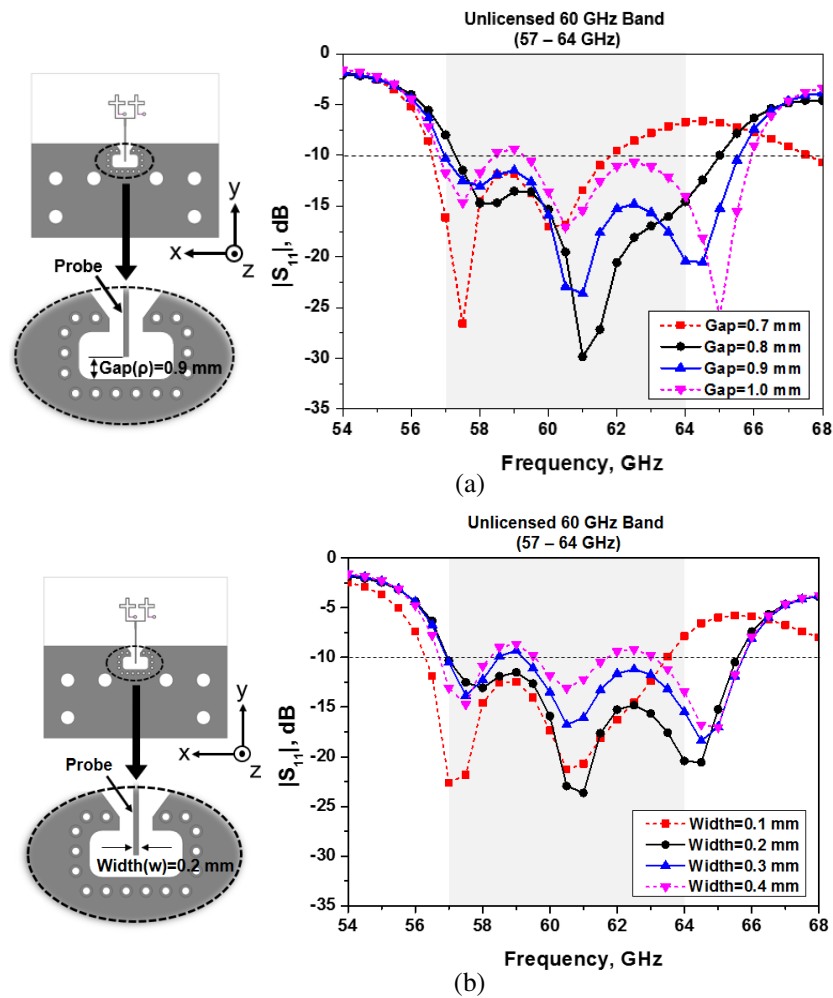 Unlicensed 60 GHz Band
(57 – 64 GHz)
y
x
z
Probe
Gap(ρ)=0.9 mm
0
-5
-10
-15
-20
-25
-30
-35
|S11|, dB
54 56 58 60 62 64 66 68
Frequency, GHz
Gap=0.7 mm
Gap=0.8 mm
Gap=0.9 mm
Gap=1.0 mm
(a)
Unlicensed 60 GHz Band
(57 – 64 GHz)
y
x
z
Probe
Width(w)=0.2 mm
0
-5
-10
-15
-20
-25
-30
-35
|S11|, dB
54 56 58 60 62 64 66 68
Frequency, GHz
Width=0.1 mm
Width=0.2 mm
Width=0.3 mm
Width=0.4 mm
(b)